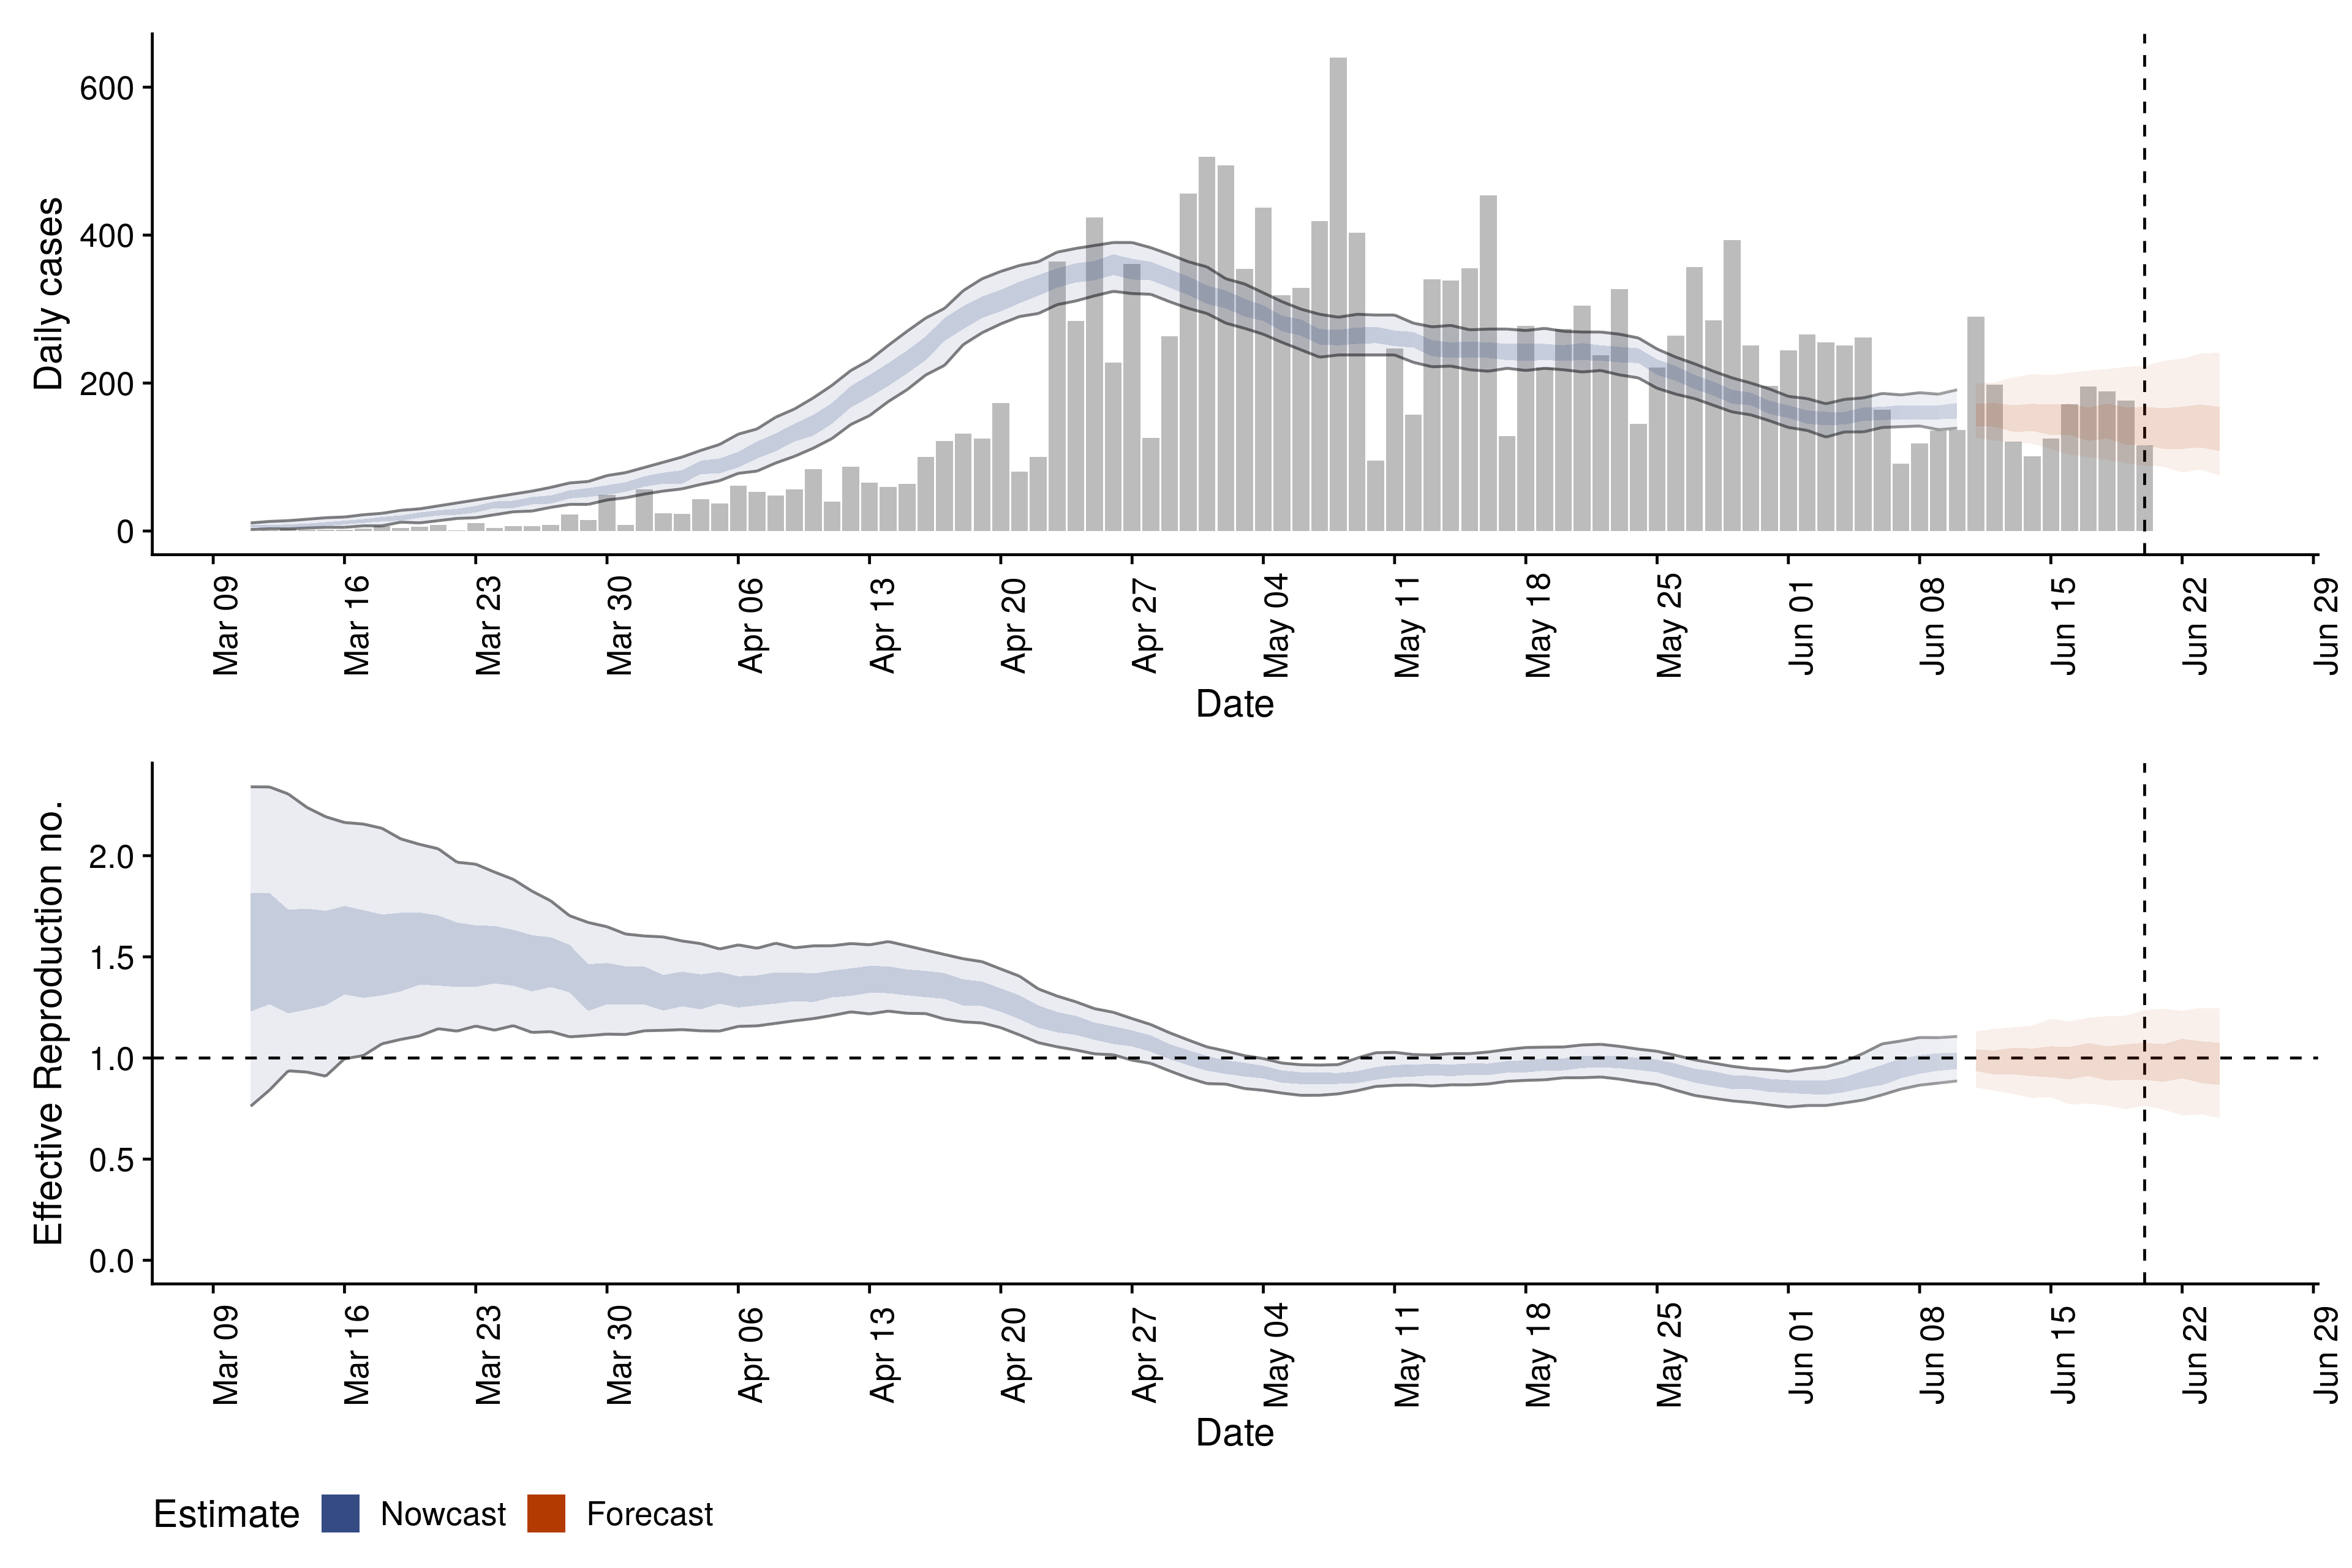 Daily cases
600
400
200
0
Mar 09
Mar 16
Mar 23
Mar 30
Apr 06
Apr 13
Apr 20
Apr 27
May 04
May 11
May 18
May 25
Jun 01
Jun 08
Jun 15
Jun 22
Jun 29
Date
Effective Reproduction no.
2.0
1.5
1.0
0.5
0.0
Mar 09
Mar 16
Mar 23
Mar 30
Apr 06
Apr 13
Apr 20
Apr 27
May 04
May 11
May 18
May 25
Jun 01
Jun 08
Jun 15
Jun 22
Jun 29
Date
Estimate Nowcast Forecast